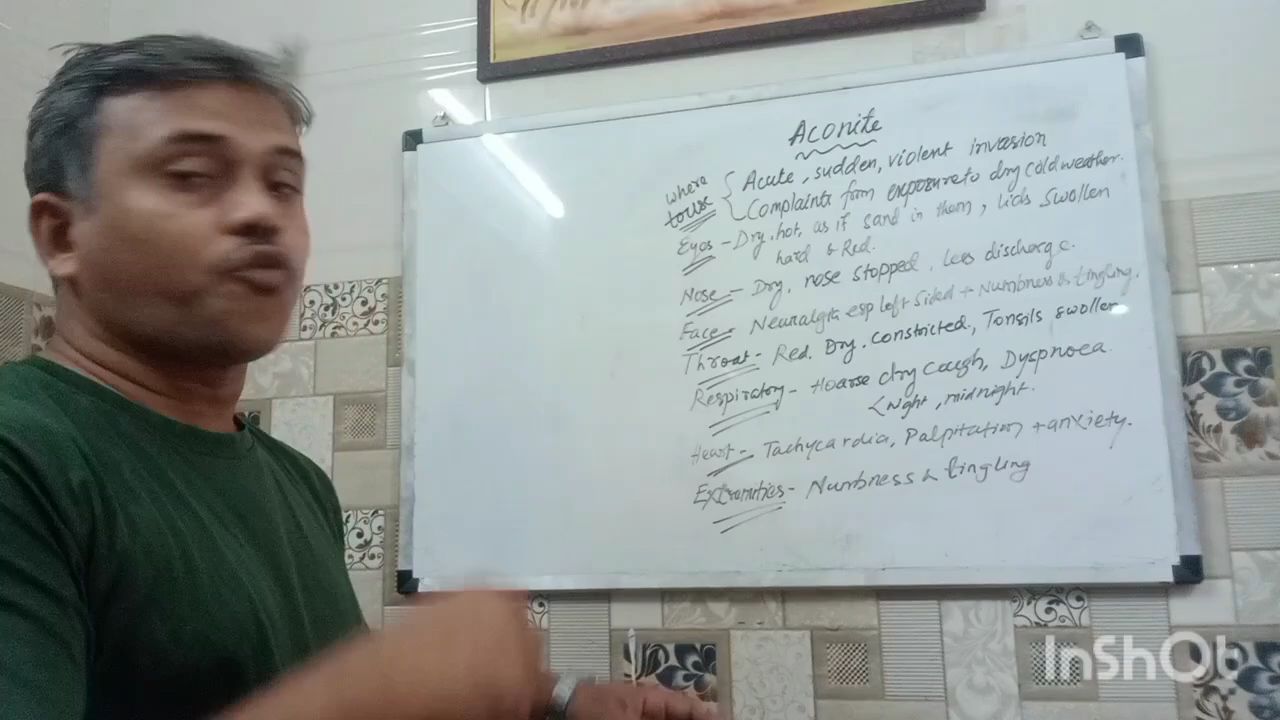 Aconite
where to use { Acute, sudden, violent invasion
Complaints from exposure to dry cold weather.
Eyes - Dry, hot, as if sand in them, lids swollen
hard & Red.
Nose - Dry, nose stopped, Less discharge.
Face - Neuralgia esp left sided + Numbness & tingling.
Throat - Red. Dry. constricted, Tonsils swollen
Respiratory - Hoarse dry cough, Dyspnoea
< Night, midnight.
Heart - Tachycardia, Palpitation + anxiety.
Extremities - Numbness & tingling
InShOt